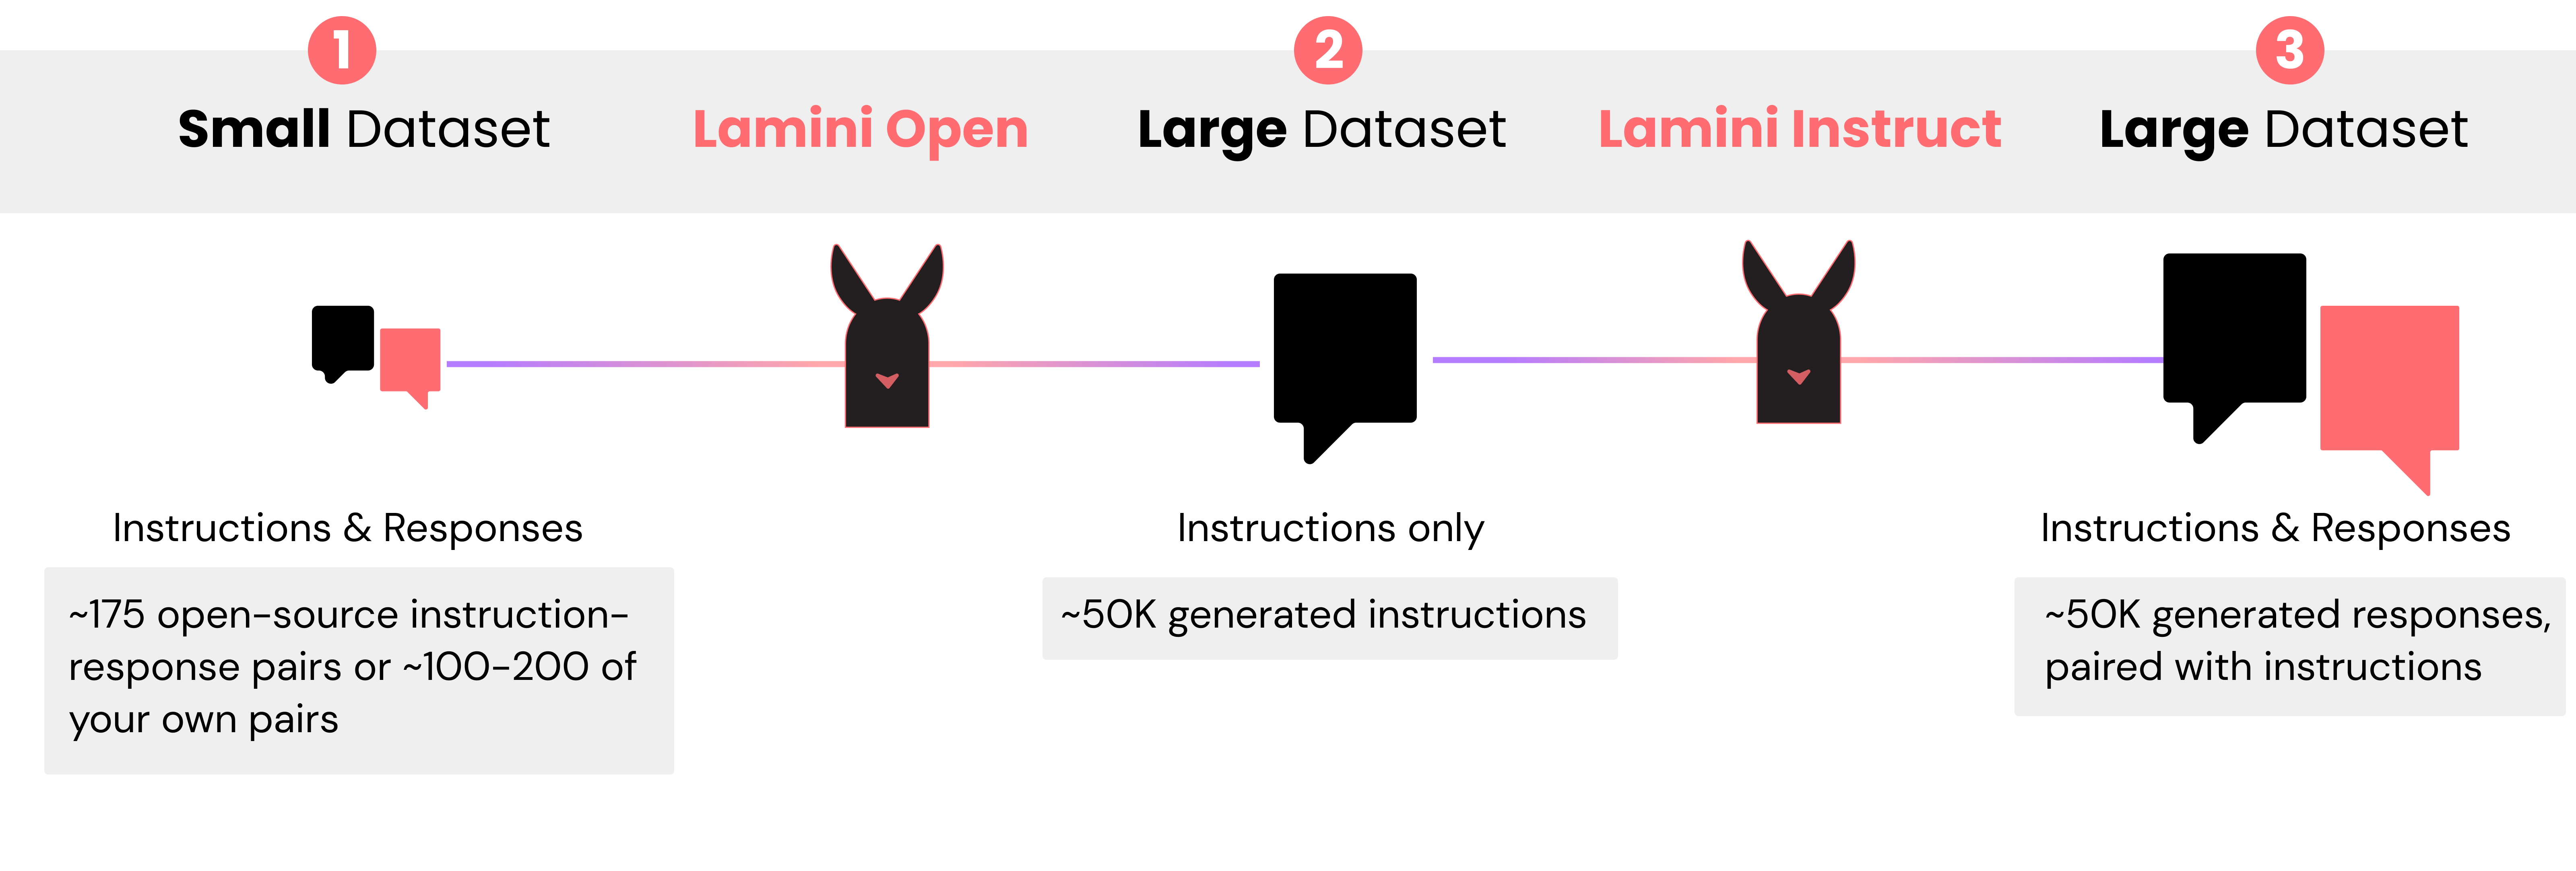 1
2
3
Small Dataset
Lamini Open
Large Dataset
Lamini Instruct
Large Dataset
Instructions & Responses
~175 open-source instruction-
response pairs or ~100-200 of
your own pairs
Instructions only
~50K generated instructions
Instructions & Responses
~50K generated responses,
paired with instructions